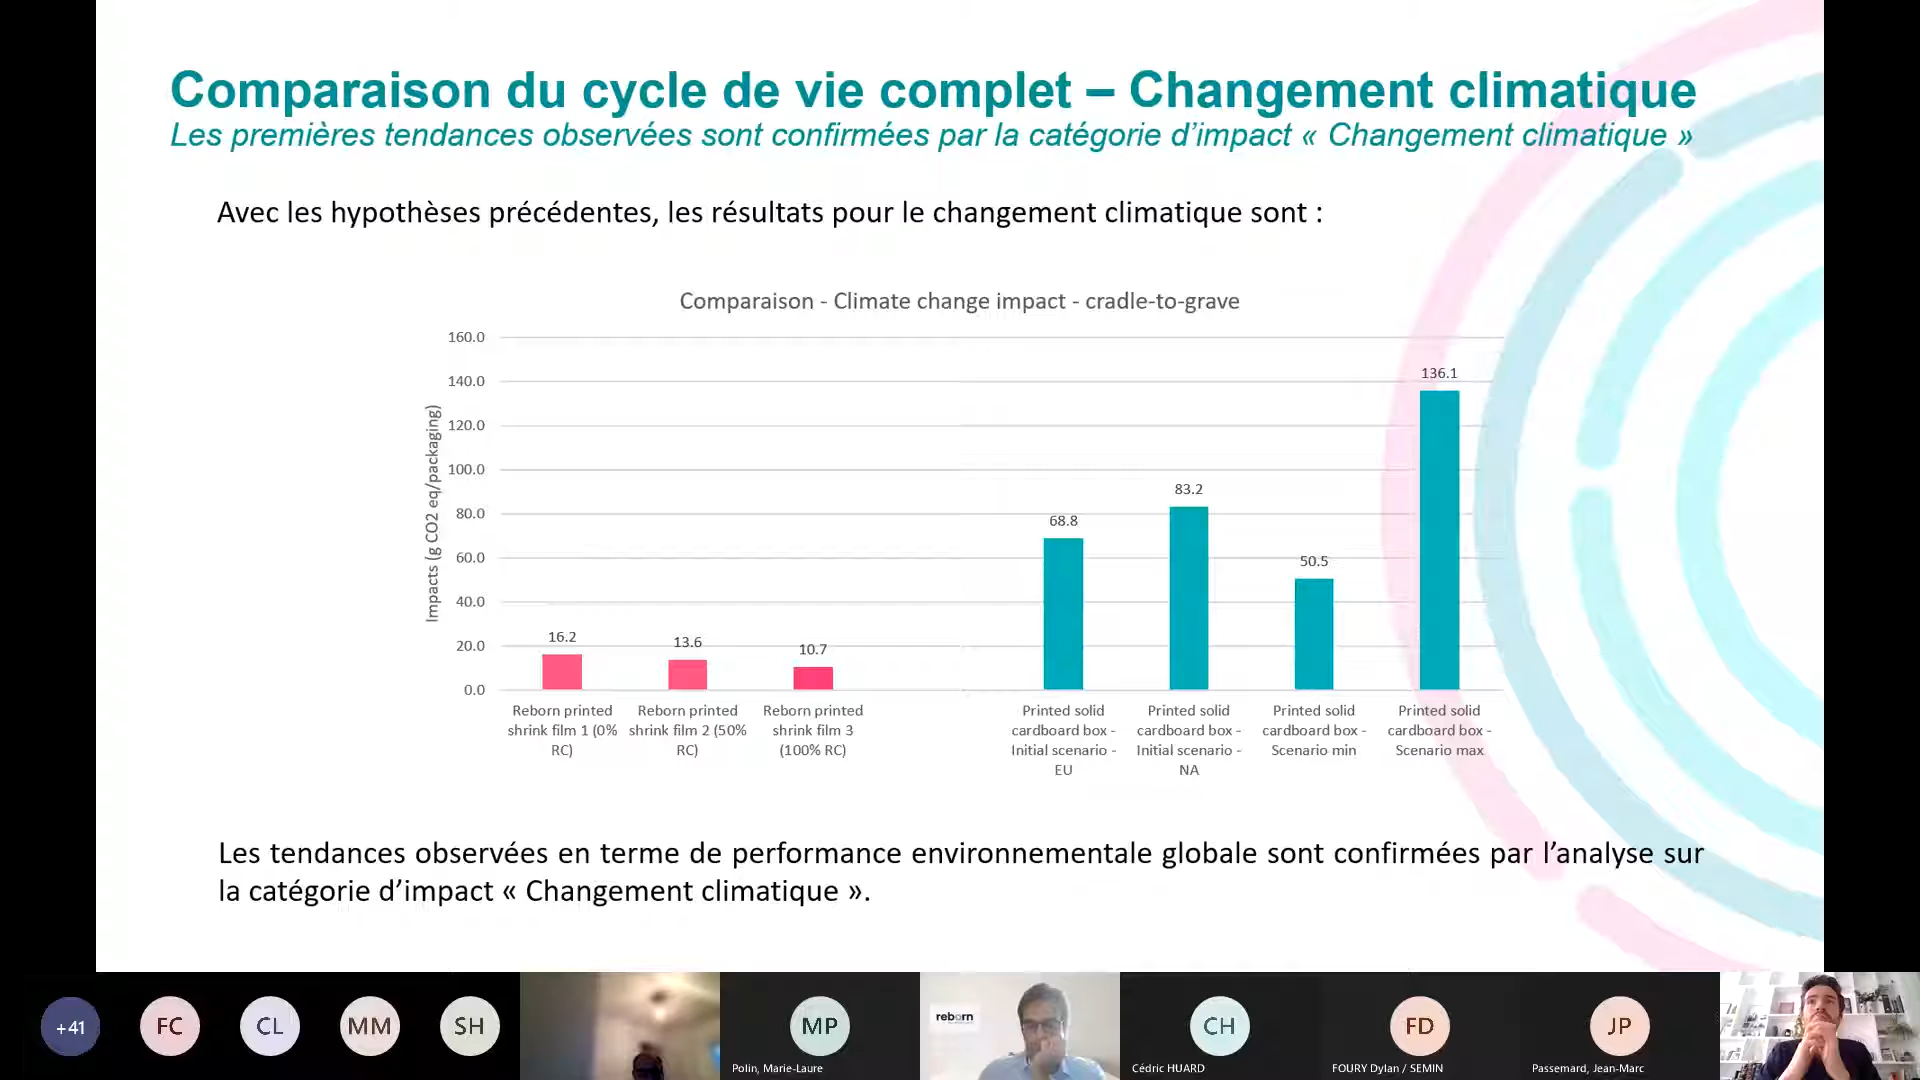 Comparaison du cycle de vie complet – Changement climatique
Les premières tendances observées sont confirmées par la catégorie d’impact « Changement climatique »
Avec les hypothèses précédentes, les résultats pour le changement climatique sont :
Comparaison - Climate change impact - cradle-to-grave
Impacts (g CO2 eq/packaging)
160.0
140.0
120.0
100.0
80.0
60.0
40.0
20.0
0.0
16.2
13.6
10.7
68.8
83.2
50.5
136.1
Reborn printed
shrink film 1 (0%
RC)
Reborn printed
shrink film 2 (50%
RC)
Reborn printed
shrink film 3
(100% RC)
Printed solid
cardboard box -
Initial scenario -
EU
Printed solid
cardboard box -
Initial scenario -
NA
Printed solid
cardboard box -
Scenario min
Printed solid
cardboard box -
Scenario max
Les tendances observées en terme de performance environnementale globale sont confirmées par l’analyse sur
la catégorie d’impact « Changement climatique ».
+41
FC
CL
MM
SH
MP
Polin, Marie-Laure
reborn
CH
Cédric HUARD
FD
FOURY Dylan / SEMIN
JP
Passemard, Jean-Marc